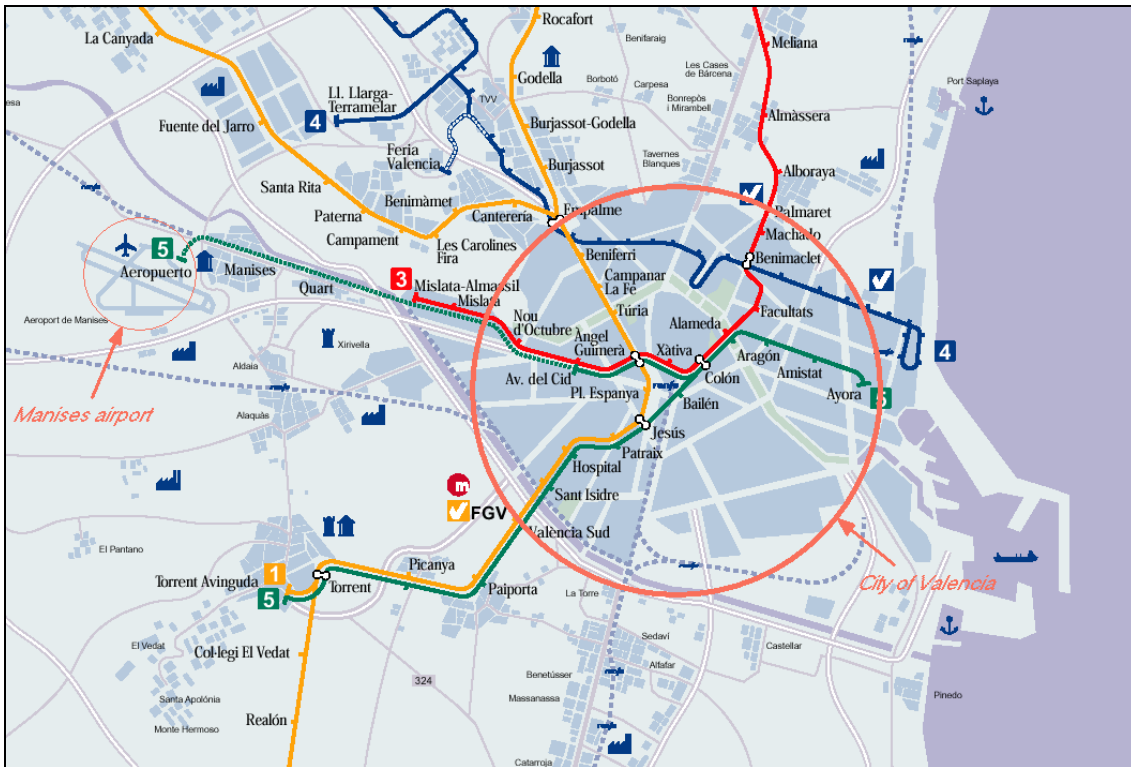 La Canyada
Rocafort
Benifaraig
Meliana
Les Cases
de Bárcena
Godella
Borbotó
Carpesa
Bonrepòs
i Mirambell
Port Saplaya
Ll. Llarga-
Terramelar
TVV
4
Fuente del Jarro
Burjassot-Godella
Almàssera
Feria
Valencia
Burjassot
Tavernes
Blanques
Alboraya
Santa Rita
Benimàmet
Paterna
Canterería
Empalme
Palmaret
Campament
Les Carolines
Fira
Machado
5
Aeropuerto
Manises
Beniferri
Benimaclet
Quart
3
Mislata-Almassil
Mislata
Campanar
La Fé
Túria
Facultats
Aeroport de Manises
Nou
d'Octubre
Alameda
Xirivella
Angel
Guimerà
Xàtiva
Aragón
4
Aldaia
Av. del Cid
renfe
Colón
Amistat
Pl. Espanya
Bailén
Ayora
5
Manises airport
Alaquàs
Jesús
Hospital
Patraix
m
FGV
Sant Isidre
València Sud
El Pantano
Picanya
City of Valencia
Torrent Avinguda
1
5
Torrent
Paiporta
La Torre
El Vedat
Col·legi El Vedat
Sedaví
Castellar
Alfafar
Benetússer
324
Santa Apolónia
Massanassa
Pinedo
Realón
Monte Hermoso
Catarroja